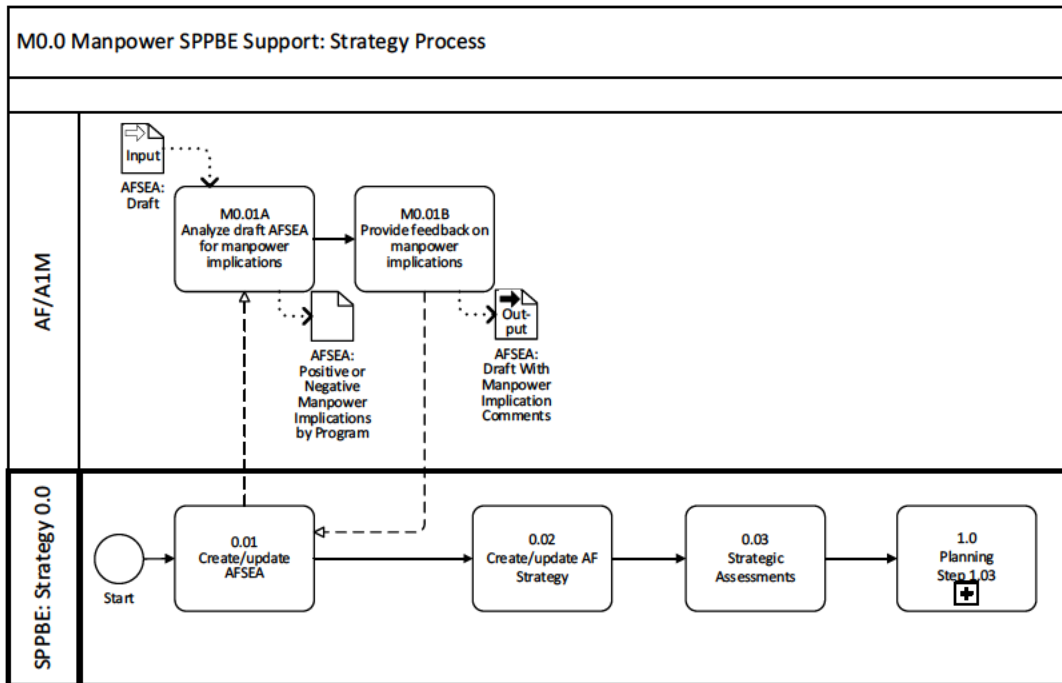 M0.0 Manpower SPPBE Support: Strategy Process
AF/A1M
Input
AFSEA:
Draft
M0.01A
Analyze draft AFSEA
for manpower
implications
M0.01B
Provide feedback on
manpower
implications
AFSEA:
Positive or
Negative
Manpower
Implications
by Program
Out-
put
AFSEA:
Draft With
Manpower
Implication
Comments
SPPBE: Strategy 0.0
Start
0.01
Create/update
AFSEA
0.02
Create/update AF
Strategy
0.03
Strategic
Assessments
1.0
Planning
Step 1.03